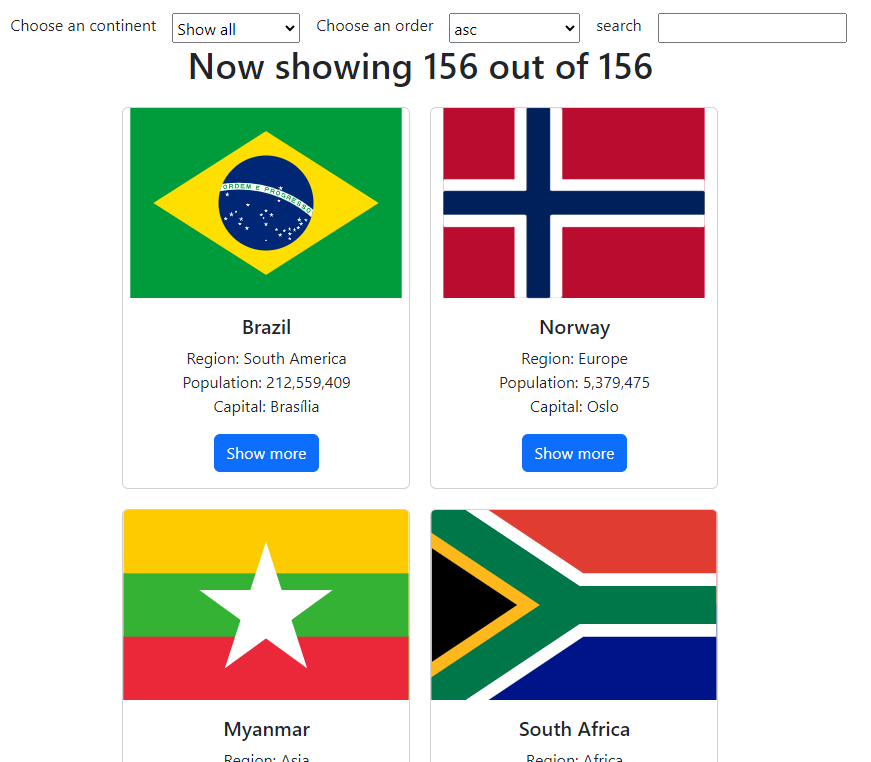 Choose an continent Show all Choose an order asc search
Now showing 156 out of 156
ORDEM E PROGRESSO
Brazil
Region: South America
Population: 212,559,409
Capital: Brasília
Show more
Norway
Region: Europe
Population: 5,379,475
Capital: Oslo
Show more
Myanmar
Region: Asia
South Africa
Region: Africa